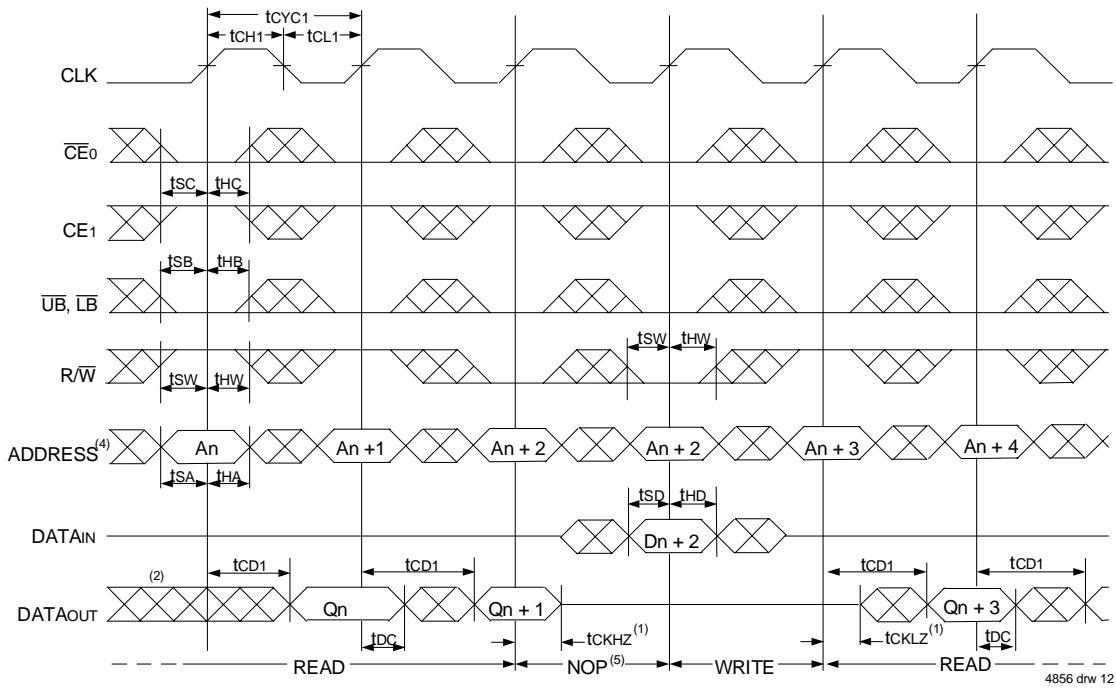 tCYC1
tCH1 tCL1
CLK
CE0
tSC tHC
CE1
tSB tHB
UB, LB
tSW tHW
R/W
tSW tHW
ADDRESS(4) An An +1 An + 2 An + 2 An + 3 An + 4
tSA tHA
tSD tHD
DATAIN Dn + 2
(2) tCD1 tCD1 tCD1 tCD1
DATAOUT Qn Qn + 1 Qn + 3
tDC tCKHZ(1) tCKLZ(1) tDC
READ NOP(5) WRITE READ
4856 drw 12